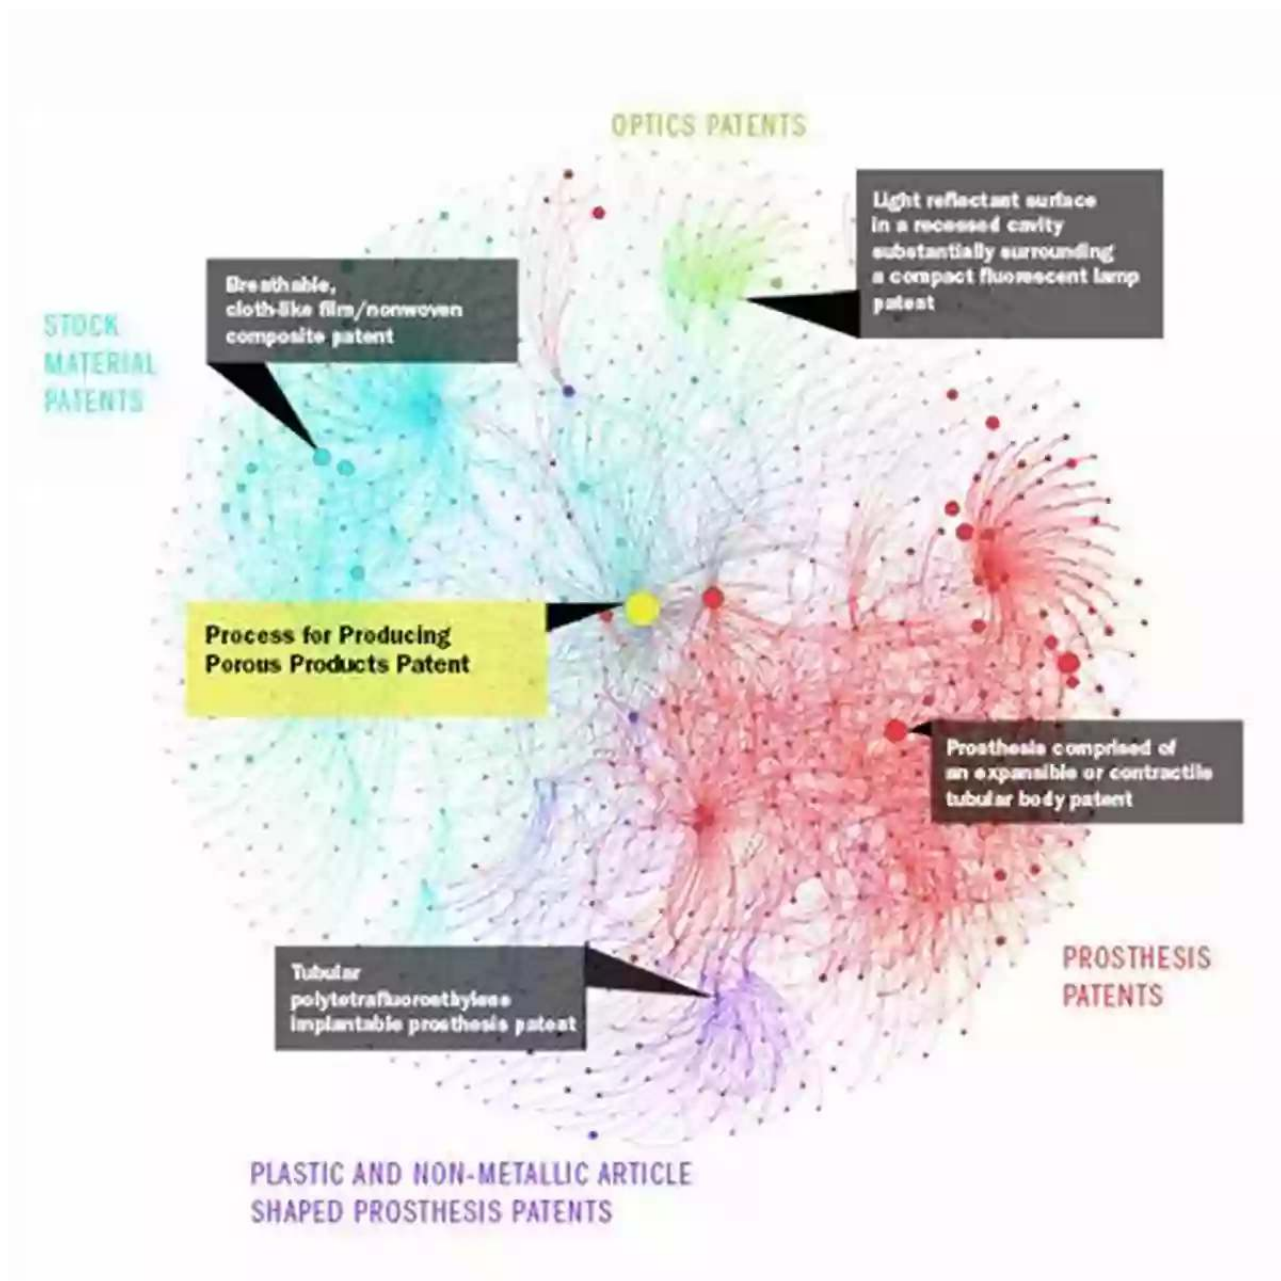 OPTICS PATENTS
Light reflectant surface
in a recessed cavity
substantially surrounding
a compact fluorescent lamp
patent
Breathable,
cloth-like film/nonwoven
composite patent
STOCK
MATERIAL
PATENTS
Process for Producing
Porous Products Patent
Prosthesis comprised of
an expansible or contractile
tubular body patent
PROSTHESIS
PATENTS
Tubular
polytetrafluoroethylene
implantable prosthesis patent
PLASTIC AND NON-METALLIC ARTICLE
SHAPED PROSTHESIS PATENTS